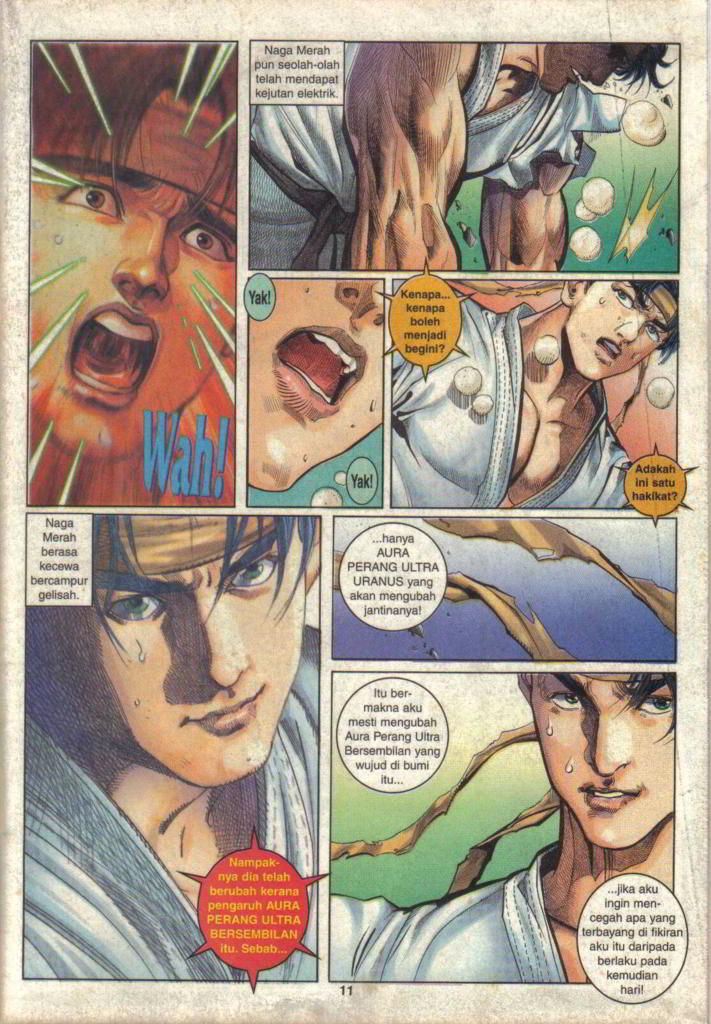 Naga Merah
pun seolah-olah
telah mendapat
kejutan elektrik.
Wah!
Yak!
Yak!
Kenapa...
kenapa
boleh
menjadi
begini?
Adakah
ini satu
hakikat?
Naga
Merah
berasa
kecewa
bercampur
gelisah.
Nampak-
nya dia telah
berubah kerana
pengaruh AURA
PERANG ULTRA
BERSEMBILAN
itu. Sebab...
...hanya
AURA
PERANG ULTRA
URANUS yang
akan mengubah
jantinanya!
Itu ber-
makna aku
mesti mengubah
Aura Perang Ultra
Bersembilan yang
wujud di bumi
itu...
...jika aku
ingin men-
cegah apa yang
terbayang di fikiran
aku itu daripada
berlaku pada
kemudian
hari!
11